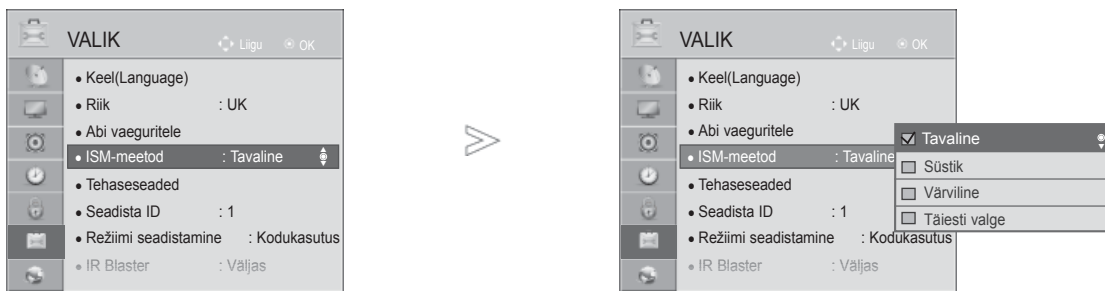 VALIK Liigu OK
• Keel(Language)
• Riik : UK
• Abi vaeguritele
• ISM-meetod : Tavaline
• Tehaseseaded
• Seadista ID : 1
• Režiimi seadistamine : Kodukasutus
• IR Blaster : Väljas
VALIK Liigu OK
• Keel(Language)
• Riik : UK
• Abi vaeguritele
• ISM-meetod : Tavaline
• Tehaseseaded
• Seadista ID : 1
• Režiimi seadistamine : Kodukasutus
• IR Blaster : Väljas
Tavaline
Süstik
Värviline
Täiesti valge